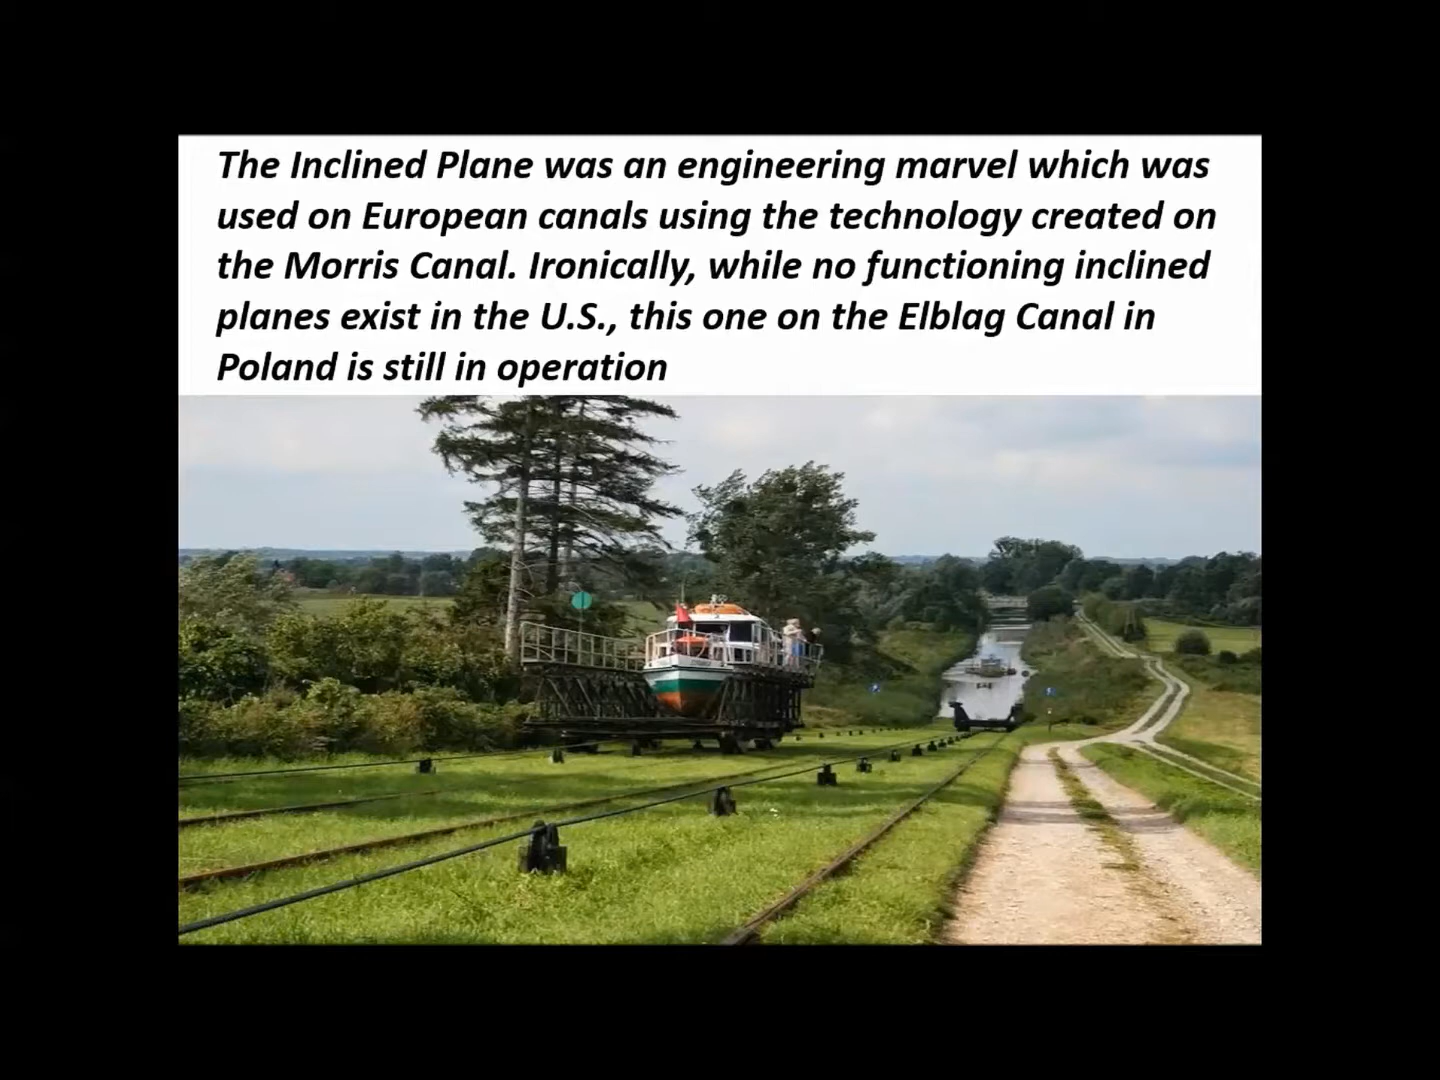 The Inclined Plane was an engineering marvel which was
used on European canals using the technology created on
the Morris Canal. Ironically, while no functioning inclined
planes exist in the U.S., this one on the Elblag Canal in
Poland is still in operation